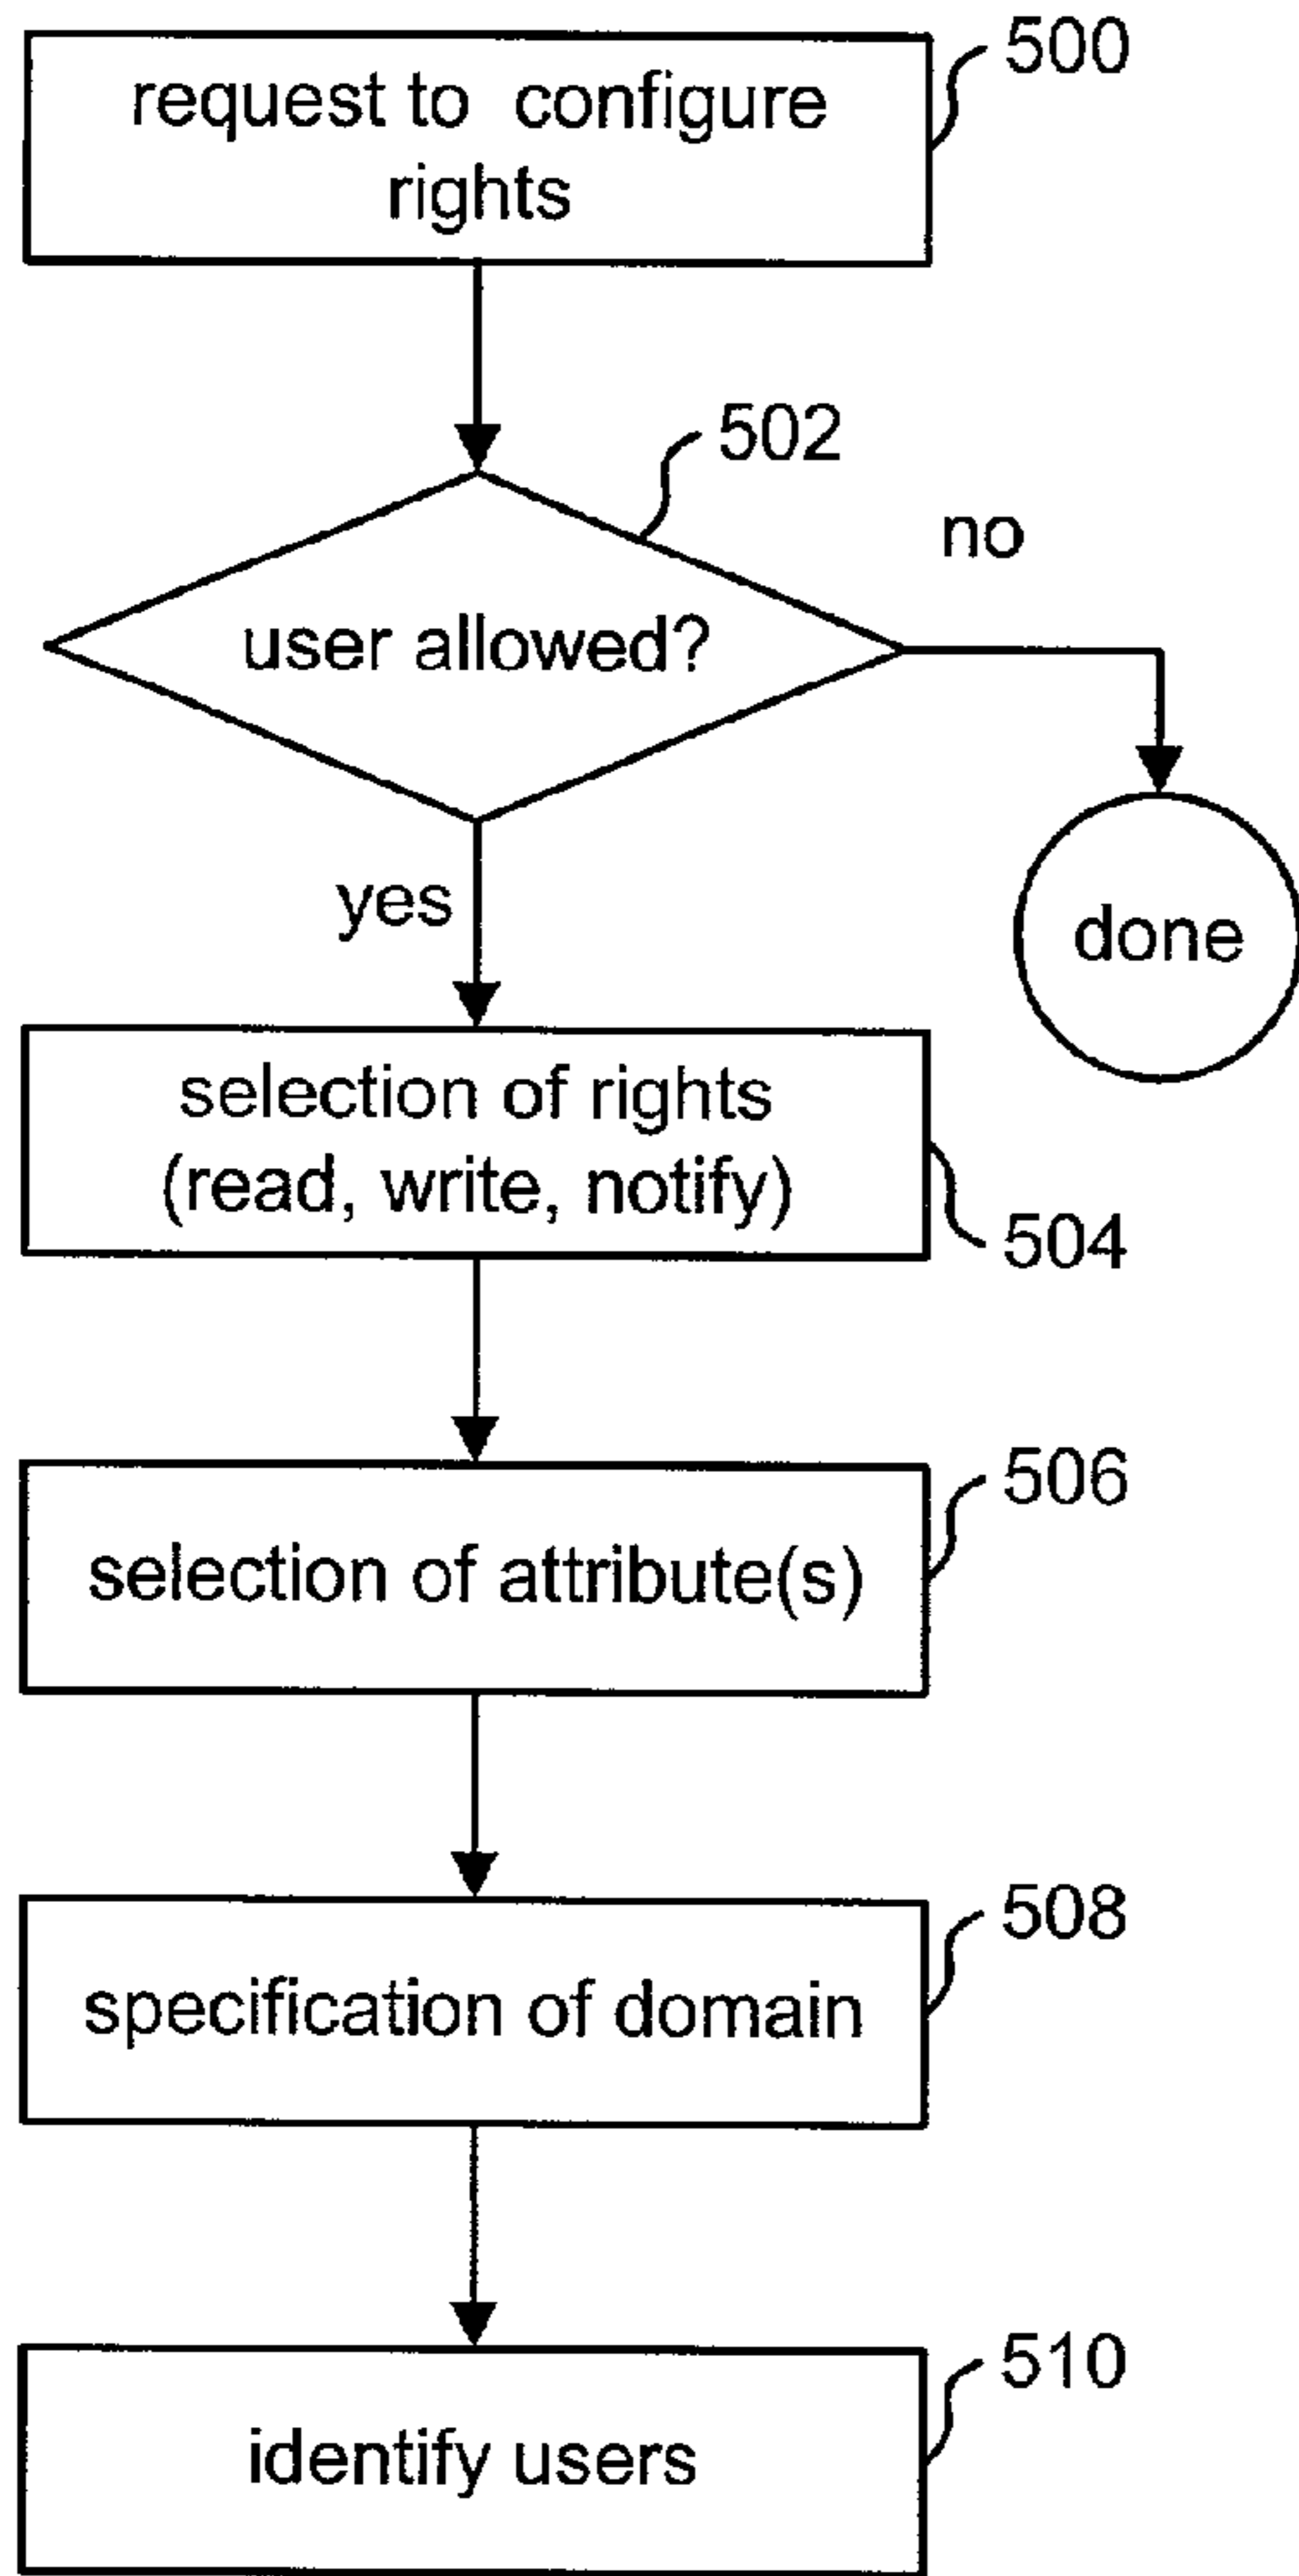 500
request to configure
rights
502
no
user allowed?
yes
done
selection of rights
(read, write, notify)
504
506
selection of attribute(s)
508
specification of domain
510
identify users